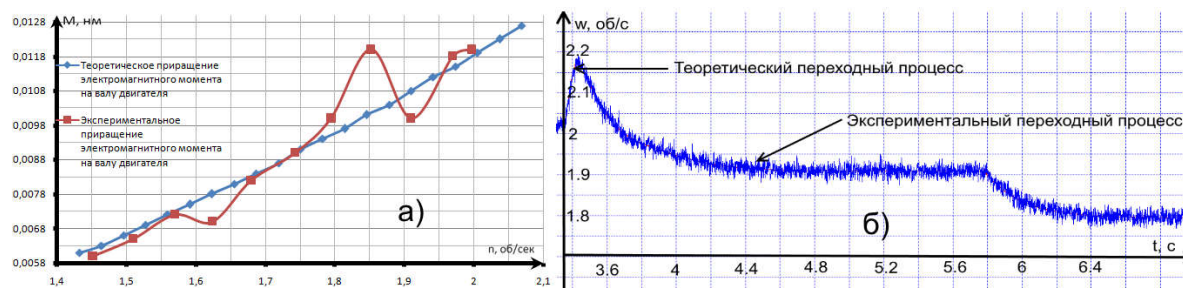 0,0128
М, нм
0,0118
0,0108
0,0098
0,0088
0,0078
0,0068
0,0058
Теоретическое приращение
электромагнитного момента
на валу двигателя
Экспериментальное
приращение
электромагнитного момента
на валу двигателя
а)
n, об/сек
1,4
1,5
1,6
1,7
1,8
1,9
2
2,1
w, об/с
2.2
2.1
2
1.9
1.8
Теоретический переходный процесс
Экспериментальный переходный процесс
б)
t, с
3.6
4
4.4
4.8
5.2
5.6
6
6.4